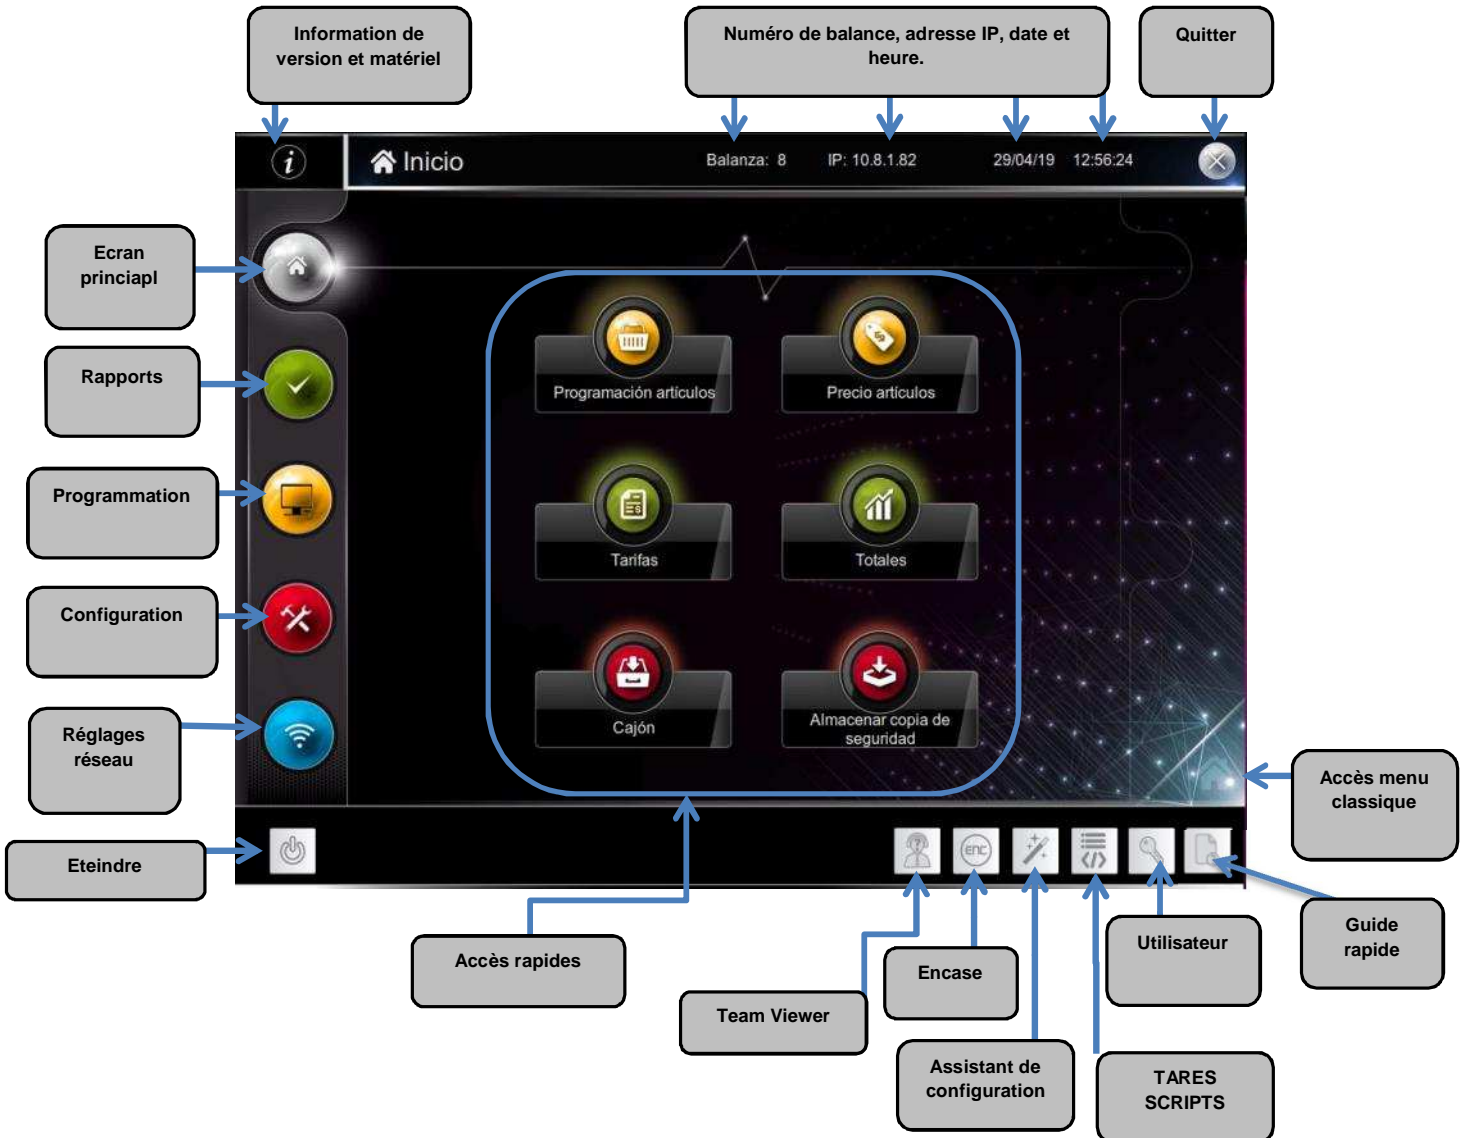 Information de
version et matériel
Numéro de balance, adresse IP, date et
heure.
Quitter
Inicio
Balanza: 8
IP: 10.8.1.82
29/04/19
12:56:24
Ecran
princiapl
Rapports
Programmation
Configuration
Réglages
réseau
Eteindre
Programación artículos
Precio artículos
Tarifas
Totales
Cajón
Almacenar copia de
seguridad
Accès menu
classique
ENC
Accès rapides
Team Viewer
Encase
Assistant de
configuration
TARES
SCRIPTS
Utilisateur
Guide
rapide